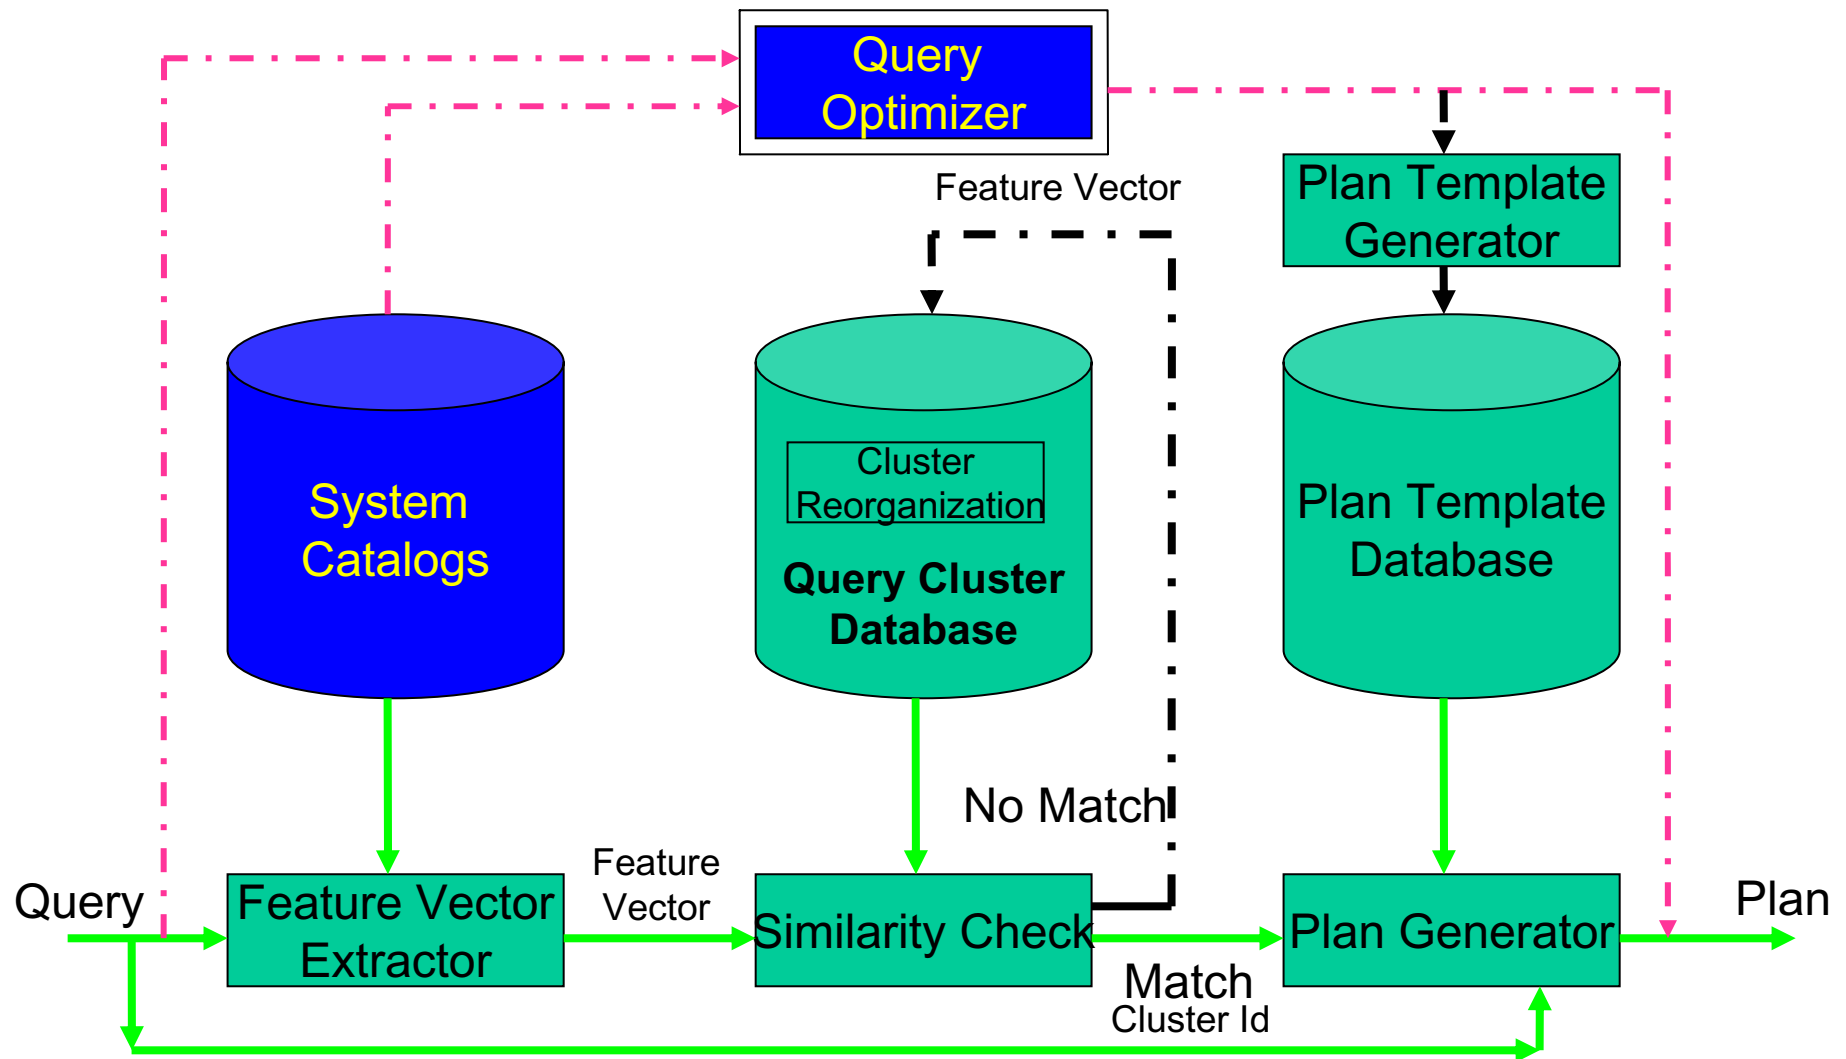 Query
Optimizer
Feature Vector
Plan Template
Generator
System
Catalogs
Cluster
Reorganization
Query Cluster
Database
Plan Template
Database
No Match
Query
Feature Vector
Extractor
Feature
Vector
Similarity Check
Match
Cluster Id
Plan Generator
Plan